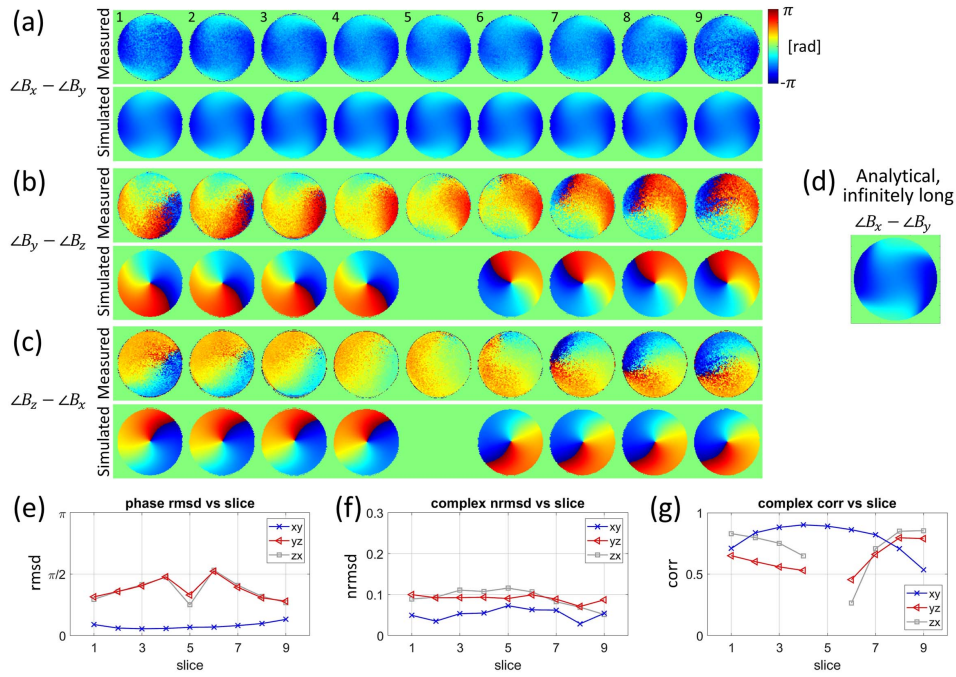 (a)
Measured
1 2 3 4 5 6 7 8 9
π
[rad]
-π
∠Bx − ∠By
Simulated
(b)
Measured
∠By − ∠Bz
Simulated
(c)
Measured
∠Bz − ∠Bx
Simulated
(d)
Analytical,
infinitely long
∠Bx − ∠By
(e)
phase rmsd vs slice
π
π/2
0
rmsd
xy
yz
zx
1 3 5 7 9
slice
(f)
complex nrmsd vs slice
0.3
0.2
0.1
0
nrmsd
xy
yz
zx
1 3 5 7 9
slice
(g)
complex corr vs slice
1
0.5
0
corr
xy
yz
zx
1 3 5 7 9
slice